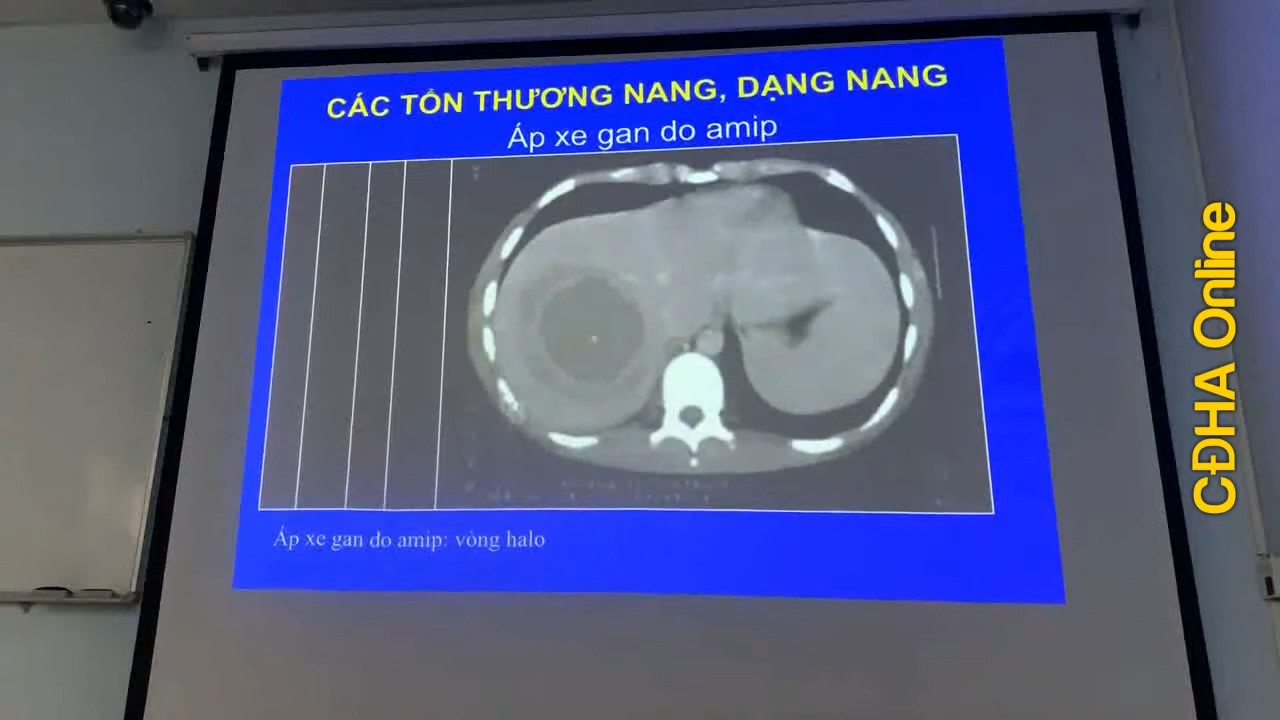 CÁC TỔN THƯƠNG NANG, DẠNG NANG
Áp xe gan do amip
Áp xe gan do amip: vòng halo
CĐHA Online